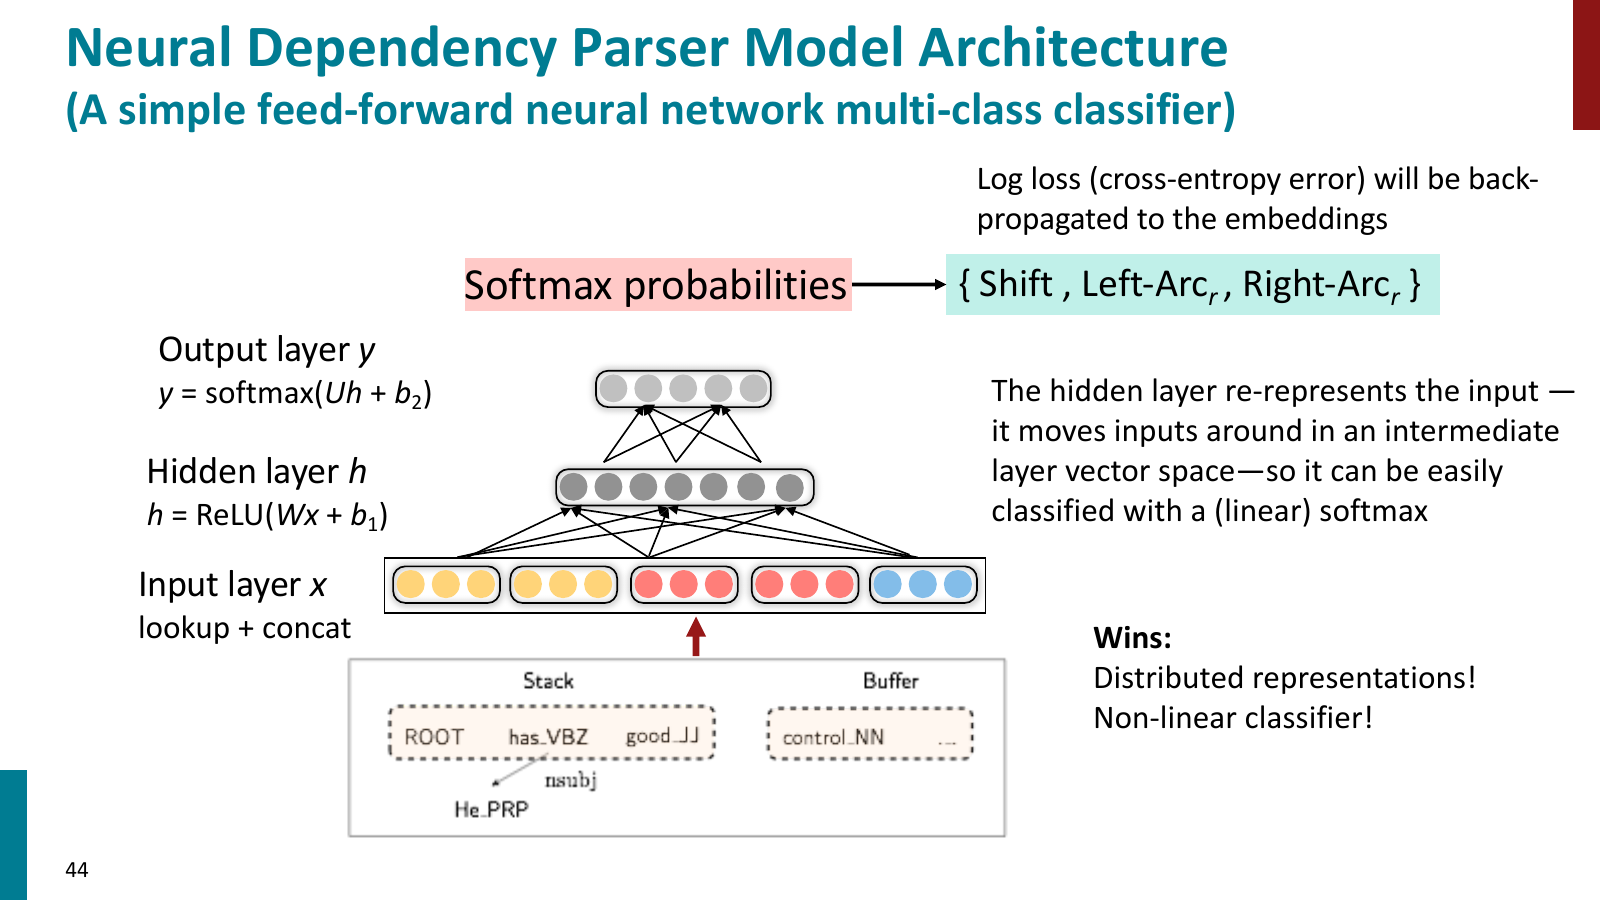 Neural Dependency Parser Model Architecture
(A simple feed-forward neural network multi-class classifier)
Log loss (cross-entropy error) will be back-
propagated to the embeddings
Softmax probabilities
{ Shift , Left-Arcᵣ , Right-Arcᵣ }
Output layer y
y = softmax(Uh + b₂)
The hidden layer re-represents the input —
it moves inputs around in an intermediate
layer vector space—so it can be easily
classified with a (linear) softmax
Hidden layer h
h = ReLU(Wx + b₁)
Input layer x
lookup + concat
Wins:
Distributed representations!
Non-linear classifier!
Stack
Buffer
ROOT has_VBZ good_JJ
control_NN ...
nsubj
He_PRP
44